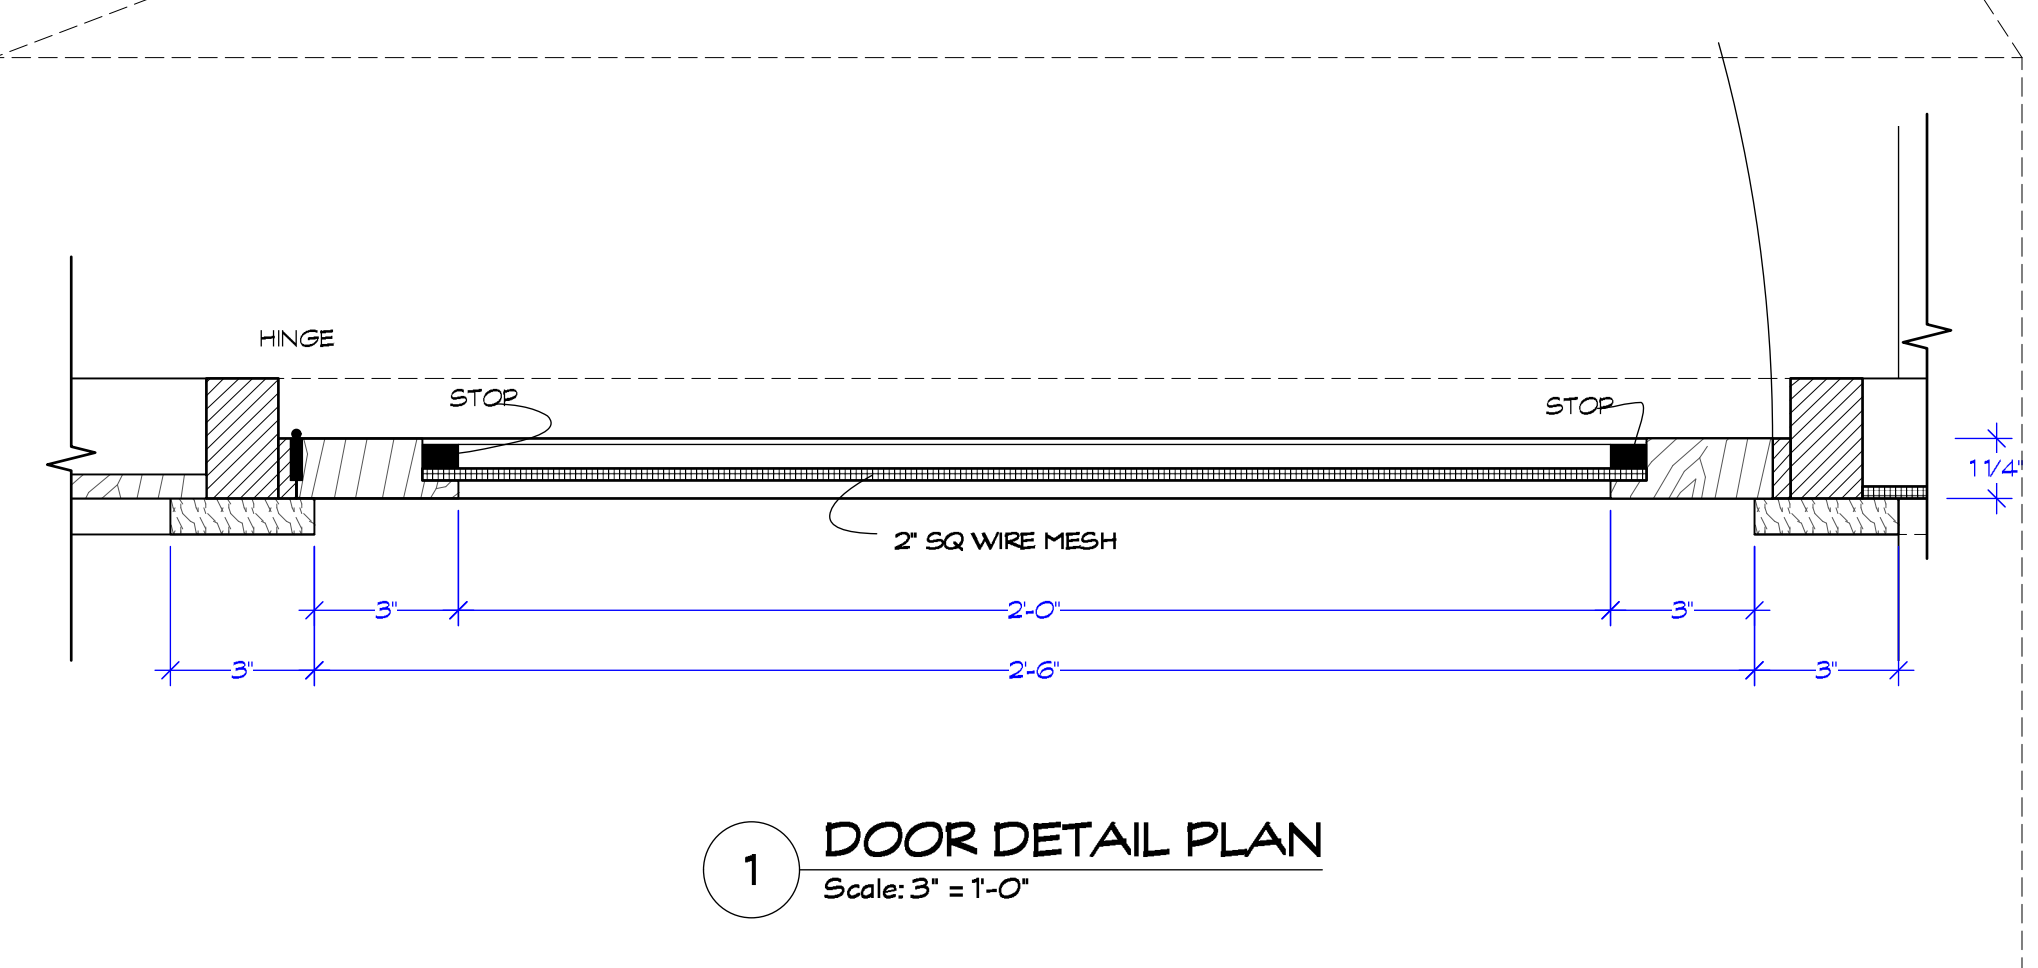 HINGE
STOP
STOP
1 1/4"
2" SQ WIRE MESH
3"
2'-0"
3"
3"
2'-6"
3"
1
DOOR DETAIL PLAN
Scale: 3" = 1'-0"